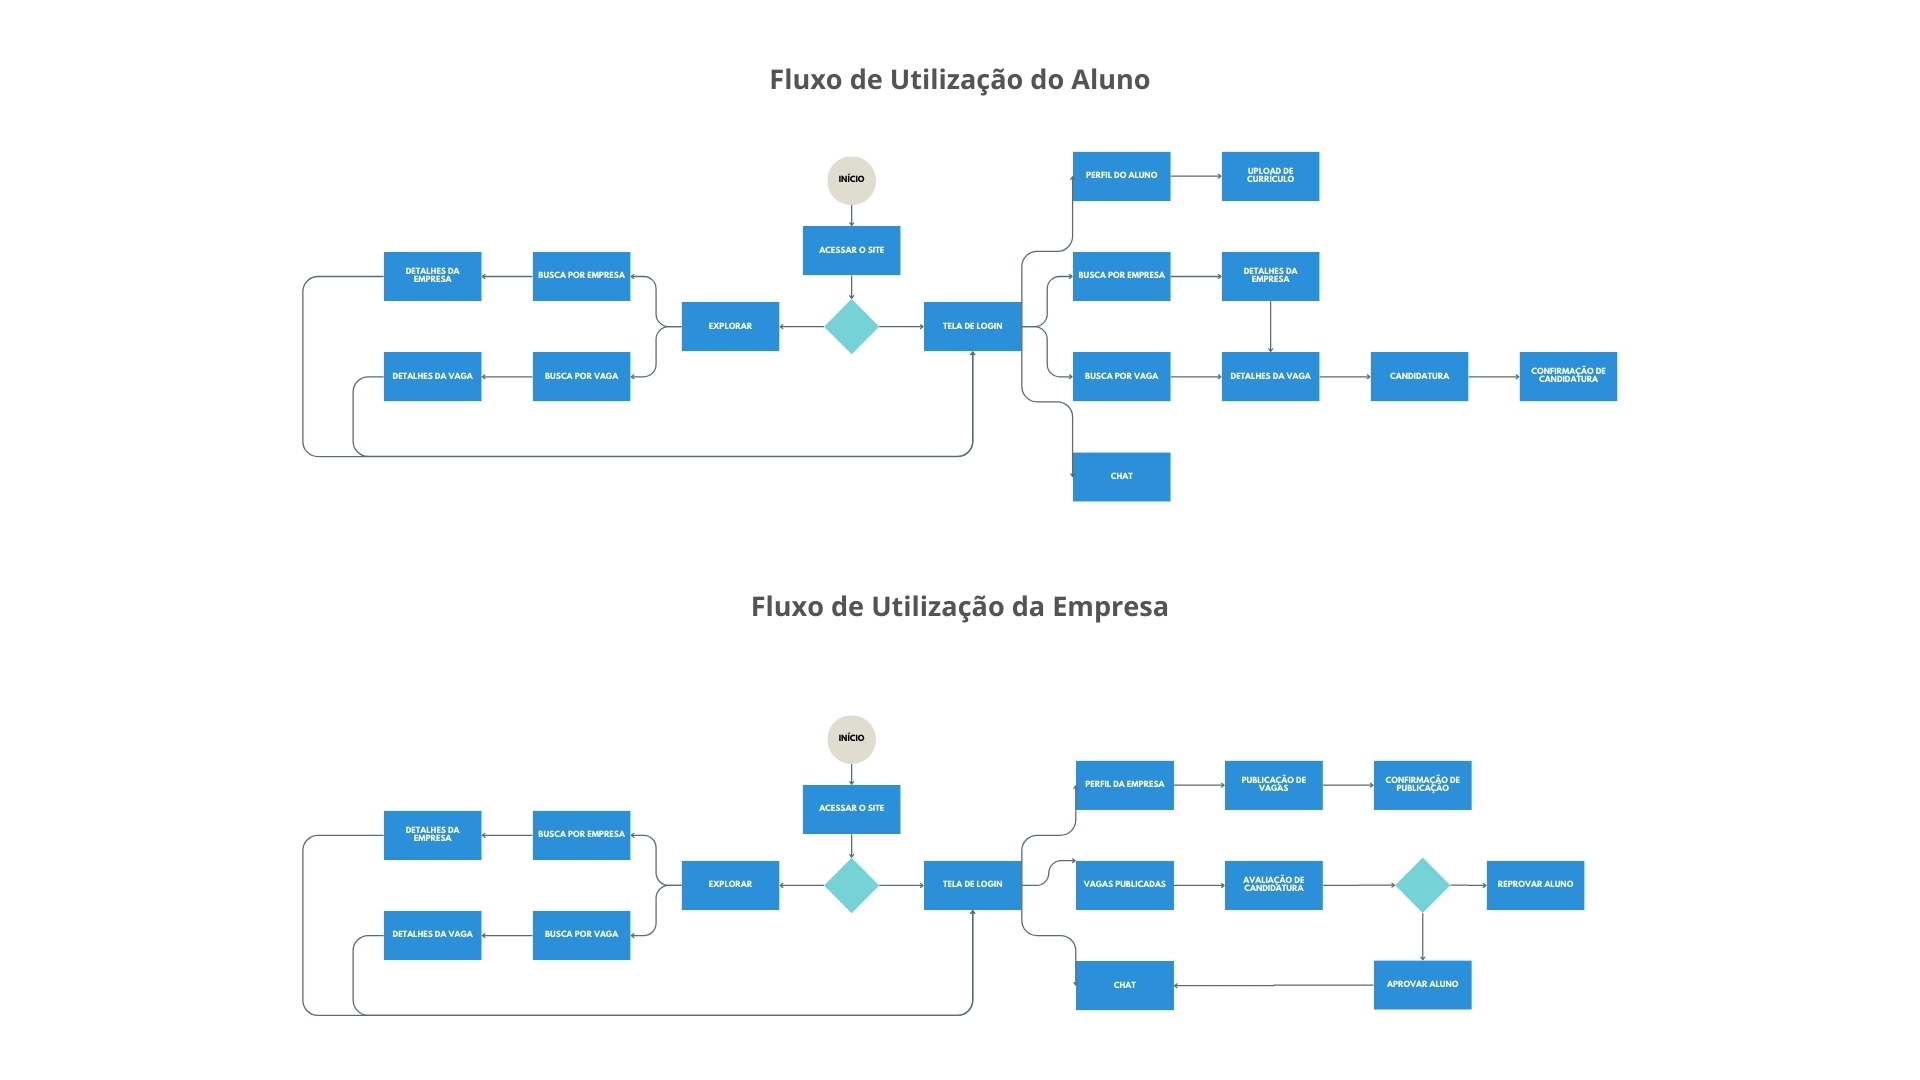 Fluxo de Utilização do Aluno
INÍCIO
ACESSAR O SITE
PERFIL DO ALUNO
UPLOAD DE
CURRÍCULO
DETALHES DA
EMPRESA
BUSCA POR EMPRESA
BUSCA POR EMPRESA
DETALHES DA
EMPRESA
EXPLORAR
TELA DE LOGIN
DETALHES DA VAGA
BUSCA POR VAGA
BUSCA POR VAGA
DETALHES DA VAGA
CANDIDATURA
CONFIRMAÇÃO DE
CANDIDATURA
CHAT
Fluxo de Utilização da Empresa
INÍCIO
ACESSAR O SITE
PERFIL DA EMPRESA
PUBLICAÇÃO DE
VAGAS
CONFIRMAÇÃO DE
PUBLICAÇÃO
DETALHES DA
EMPRESA
BUSCA POR EMPRESA
EXPLORAR
TELA DE LOGIN
VAGAS PUBLICADAS
AVALIAÇÃO DE
CANDIDATURA
REPROVAR ALUNO
DETALHES DA VAGA
BUSCA POR VAGA
CHAT
APROVAR ALUNO